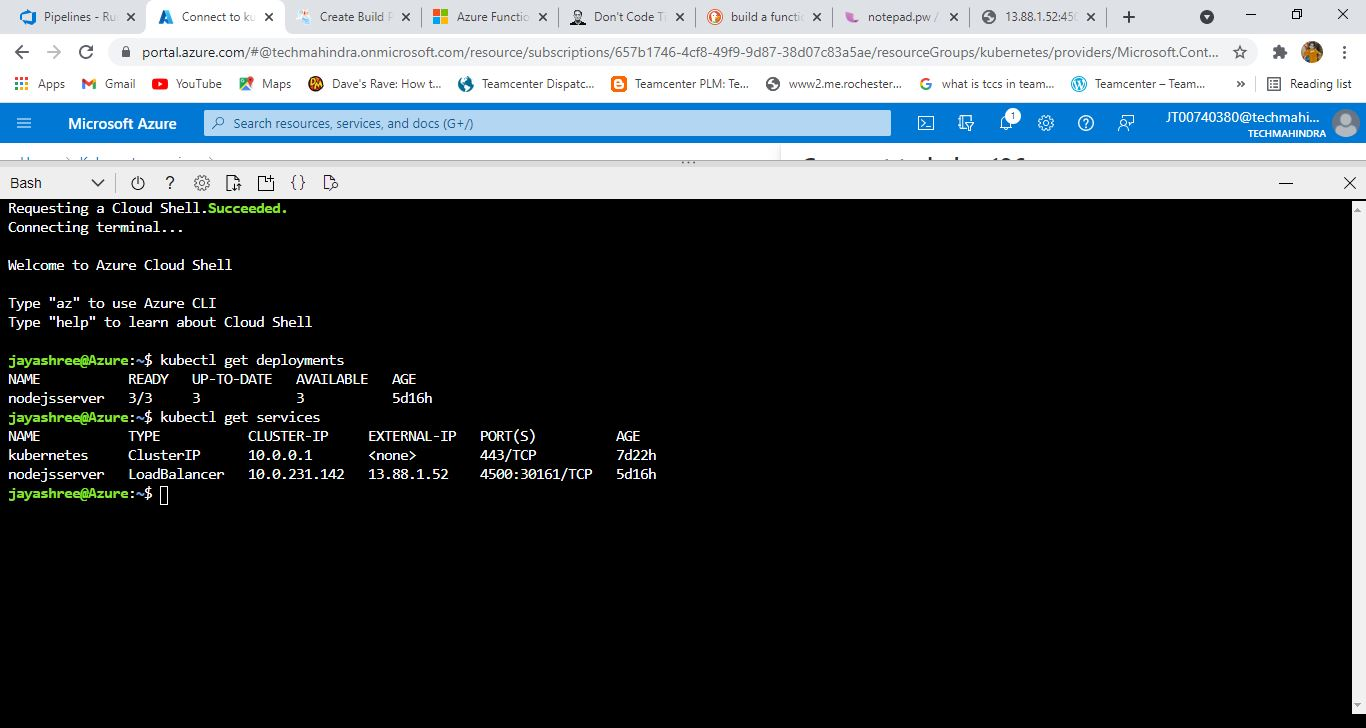 Pipelines - Ru
Connect to ku
Create Build P
Azure Functio
Don't Code Ti
build a functio
notepad.pw /
13.88.1.52:450
portal.azure.com/#@techmahindra.onmicrosoft.com/resource/subscriptions/657b1746-4cf8-49f9-9d87-38d07c83a5ae/resourceGroups/kubernetes/providers/Microsoft.Cont...
Apps
Gmail
YouTube
Maps
Dave's Rave: How t...
Teamcenter Dispatc...
Teamcenter PLM: Te...
www2.me.rochester...
what is tccs in team...
Teamcenter – Team...
»
Reading list
Microsoft Azure
Search resources, services, and docs (G+/)
1
JT00740380@techmahi...
TECHMAHINDRA
Bash
Requesting a Cloud Shell.Succeeded.
Connecting terminal...
Welcome to Azure Cloud Shell
Type "az" to use Azure CLI
Type "help" to learn about Cloud Shell
jayashree@Azure:~$ kubectl get deployments
NAME READY UP-TO-DATE AVAILABLE AGE
nodejsserver 3/3 3 3 5d16h
jayashree@Azure:~$ kubectl get services
NAME TYPE CLUSTER-IP EXTERNAL-IP PORT(S) AGE
kubernetes ClusterIP 10.0.0.1 <none> 443/TCP 7d22h
nodejsserver LoadBalancer 10.0.231.142 13.88.1.52 4500:30161/TCP 5d16h
jayashree@Azure:~$